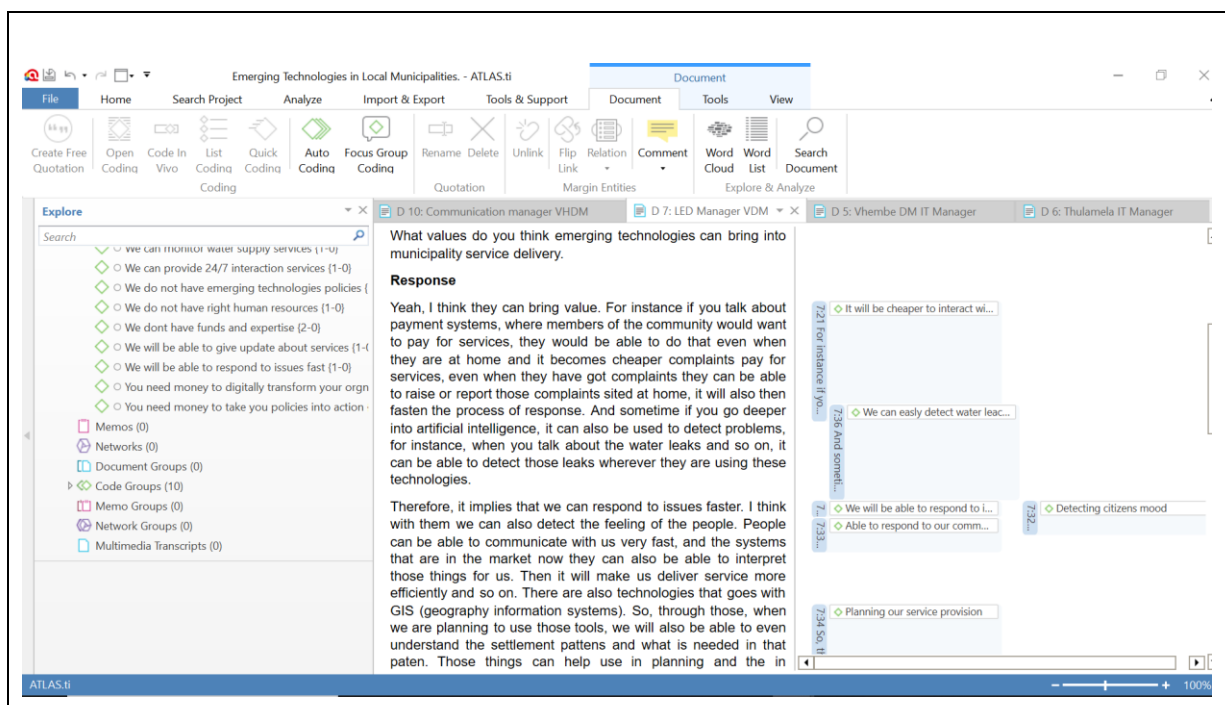 Emerging Technologies in Local Municipalities. - ATLAS.ti
Document
File Home Search Project Analyze Import & Export Tools & Support Document Tools View
Create Free Quotation
Open Coding
Code In Vivo
List Coding
Quick Coding
Auto Coding
Focus Group Coding
Rename Delete
Unlink
Flip Link
Relation
Comment
Word Cloud
Word List
Search Document
Coding
Quotation
Margin Entities
Explore & Analyze
Explore
Search
We can monitor water supply services {1-0}
We can provide 24/7 interaction services {1-0}
We do not have emerging technologies policies {
We do not have right human resources {1-0}
We dont have funds and expertise {2-0}
We will be able to give update about services {1-(
We will be able to respond to issues fast {1-0}
You need money to digitally transform your orgn
You need money to take you policies into action
Memos (0)
Networks (0)
Document Groups (0)
Code Groups (10)
Memo Groups (0)
Network Groups (0)
Multimedia Transcripts (0)
D 10: Communication manager VHDM
D 7: LED Manager VDM
D 5: Vhembe DM IT Manager
D 6: Thulamela IT Manager
What values do you think emerging technologies can bring into
municipality service delivery.
Response
Yeah, I think they can bring value. For instance if you talk about
payment systems, where members of the community would want
to pay for services, they would be able to do that even when
they are at home and it becomes cheaper complaints pay for
services, even when they have got complaints they can be able
to raise or report those complaints sited at home, it will also then
fasten the process of response. And sometime if you go deeper
into artificial intelligence, it can also be used to detect problems,
for instance, when you talk about the water leaks and so on, it
can be able to detect those leaks wherever they are using these
technologies.
Therefore, it implies that we can respond to issues faster. I think
with them we can also detect the feeling of the people. People
can be able to communicate with us very fast, and the systems
that are in the market now they can also be able to interpret
those things for us. Then it will make us deliver service more
efficiently and so on. There are also technologies that goes with
GIS (geography information systems). So, through those, when
we are planning to use those tools, we will also be able to even
understand the settlement pattens and what is needed in that
paten. Those things can help use in planning and the in
7:21 For instance if yo...
It will be cheaper to interact wi...
7:36 And someti...
We can easly detect water leac...
7...
We will be able to respond to i...
7:33...
Able to respond to our comm...
7:32...
Detecting citizens mood
7:34 So, th
Planning our service provision
ATLAS.ti
100%